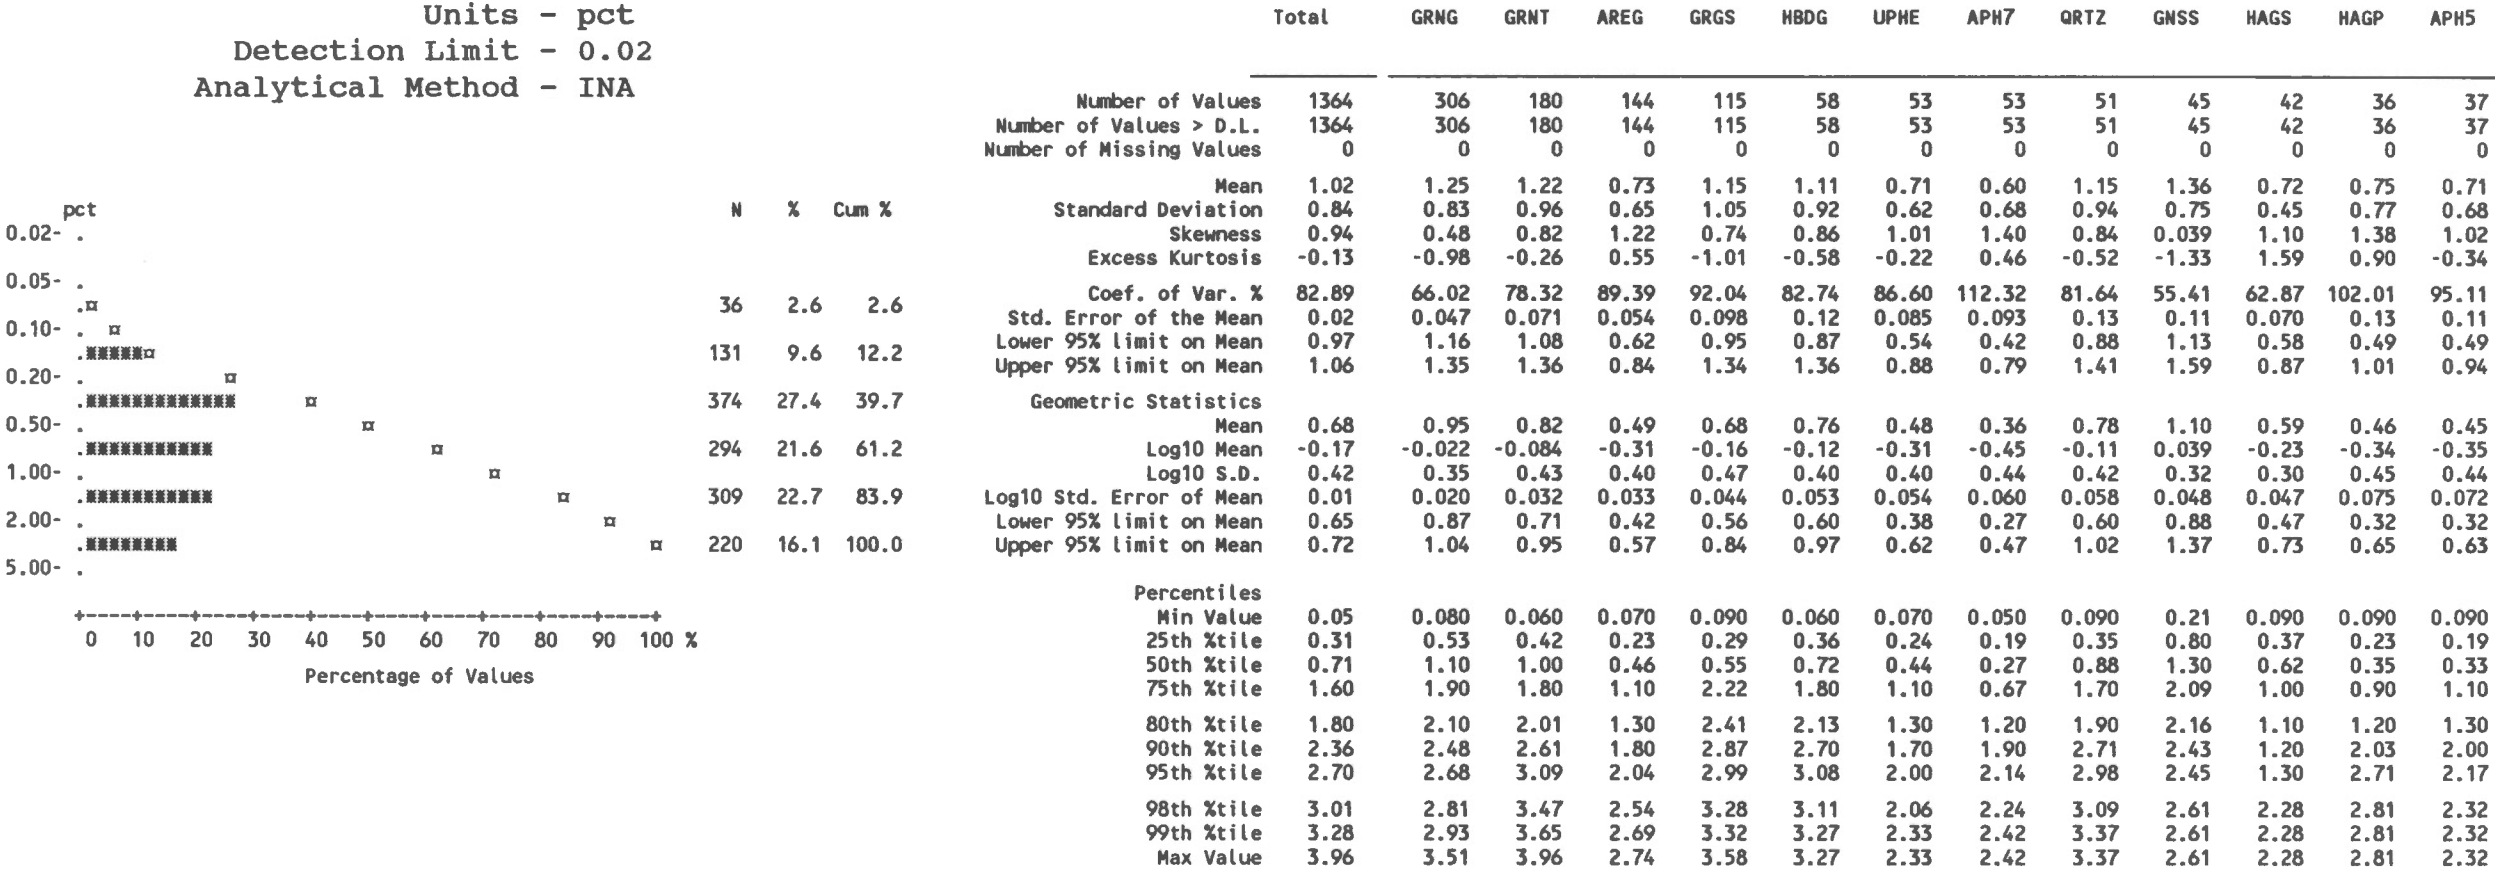 Units - pct
Detection Limit - 0.02
Analytical Method - INA
pct N % Cum %
0.02-
0.05-
36 2.6 2.6
0.10-
131 9.6 12.2
0.20-
374 27.4 39.7
0.50-
294 21.6 61.2
1.00-
309 22.7 83.9
2.00-
220 16.1 100.0
5.00-
0 10 20 30 40 50 60 70 80 90 100 %
Percentage of Values
Total GRNG GRNT AREG GRGS HBDG UPHE APH7 QRTZ GNSS HAGS HAGP APH5
Number of Values 1364 306 180 144 115 58 53 53 51 45 42 36 37
Number of Values > D.L. 1364 306 180 144 115 58 53 53 51 45 42 36 37
Number of Missing Values 0 0 0 0 0 0 0 0 0 0 0 0 0
Mean 1.02 1.25 1.22 0.73 1.15 1.11 0.71 0.60 1.15 1.36 0.72 0.75 0.71
Standard Deviation 0.84 0.83 0.96 0.65 1.05 0.92 0.62 0.68 0.94 0.75 0.45 0.77 0.68
Skewness 0.94 0.48 0.82 1.22 0.74 0.86 1.01 1.40 0.84 0.039 1.10 1.38 1.02
Excess Kurtosis -0.13 -0.98 -0.26 0.55 -1.01 -0.58 -0.22 0.46 -0.52 -1.33 1.59 0.90 -0.34
Coef. of Var. % 82.89 66.02 78.32 89.39 92.04 82.74 86.60 112.32 81.64 55.41 62.87 102.01 95.11
Std. Error of the Mean 0.02 0.047 0.071 0.054 0.098 0.12 0.085 0.093 0.13 0.11 0.070 0.13 0.11
Lower 95% limit on Mean 0.97 1.16 1.08 0.62 0.95 0.87 0.54 0.42 0.88 1.13 0.58 0.49 0.49
Upper 95% limit on Mean 1.06 1.35 1.36 0.84 1.34 1.36 0.88 0.79 1.41 1.59 0.87 1.01 0.94
Geometric Statistics
Mean 0.68 0.95 0.82 0.49 0.68 0.76 0.48 0.36 0.78 1.10 0.59 0.46 0.45
Log10 Mean -0.17 -0.022 -0.084 -0.31 -0.16 -0.12 -0.31 -0.45 -0.11 0.039 -0.23 -0.34 -0.35
Log10 S.D. 0.42 0.35 0.43 0.40 0.47 0.40 0.40 0.44 0.42 0.32 0.30 0.45 0.44
Log10 Std. Error of Mean 0.01 0.020 0.032 0.033 0.044 0.053 0.054 0.060 0.058 0.048 0.047 0.075 0.072
Lower 95% limit on Mean 0.65 0.87 0.71 0.42 0.56 0.60 0.38 0.27 0.60 0.88 0.47 0.32 0.32
Upper 95% limit on Mean 0.72 1.04 0.95 0.57 0.84 0.97 0.62 0.47 1.02 1.37 0.73 0.65 0.63
Percentiles
Min Value 0.05 0.080 0.060 0.070 0.090 0.060 0.070 0.050 0.090 0.21 0.090 0.090 0.090
25th %tile 0.31 0.53 0.42 0.23 0.29 0.36 0.24 0.19 0.35 0.80 0.37 0.23 0.19
50th %tile 0.71 1.10 1.00 0.46 0.55 0.72 0.44 0.27 0.88 1.30 0.62 0.35 0.33
75th %tile 1.60 1.90 1.80 1.10 2.22 1.80 1.10 0.67 1.70 2.09 1.00 0.90 1.10
80th %tile 1.80 2.10 2.01 1.30 2.41 2.13 1.30 1.20 1.90 2.16 1.10 1.20 1.30
90th %tile 2.36 2.48 2.61 1.80 2.87 2.70 1.70 1.90 2.71 2.43 1.20 2.03 2.00
95th %tile 2.70 2.68 3.09 2.04 2.99 3.08 2.00 2.14 2.98 2.45 1.30 2.71 2.17
98th %tile 3.01 2.81 3.47 2.54 3.28 3.11 2.06 2.24 3.09 2.61 2.28 2.81 2.32
99th %tile 3.28 2.93 3.65 2.69 3.32 3.27 2.33 2.42 3.37 2.61 2.28 2.81 2.32
Max Value 3.96 3.51 3.96 2.74 3.58 3.27 2.33 2.42 3.37 2.61 2.28 2.81 2.32